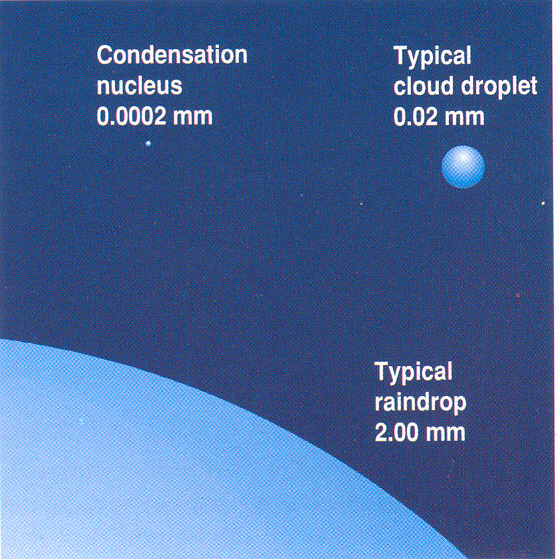 Condensation
nucleus
0.0002 mm
Typical
cloud droplet
0.02 mm
Typical
raindrop
2.00 mm